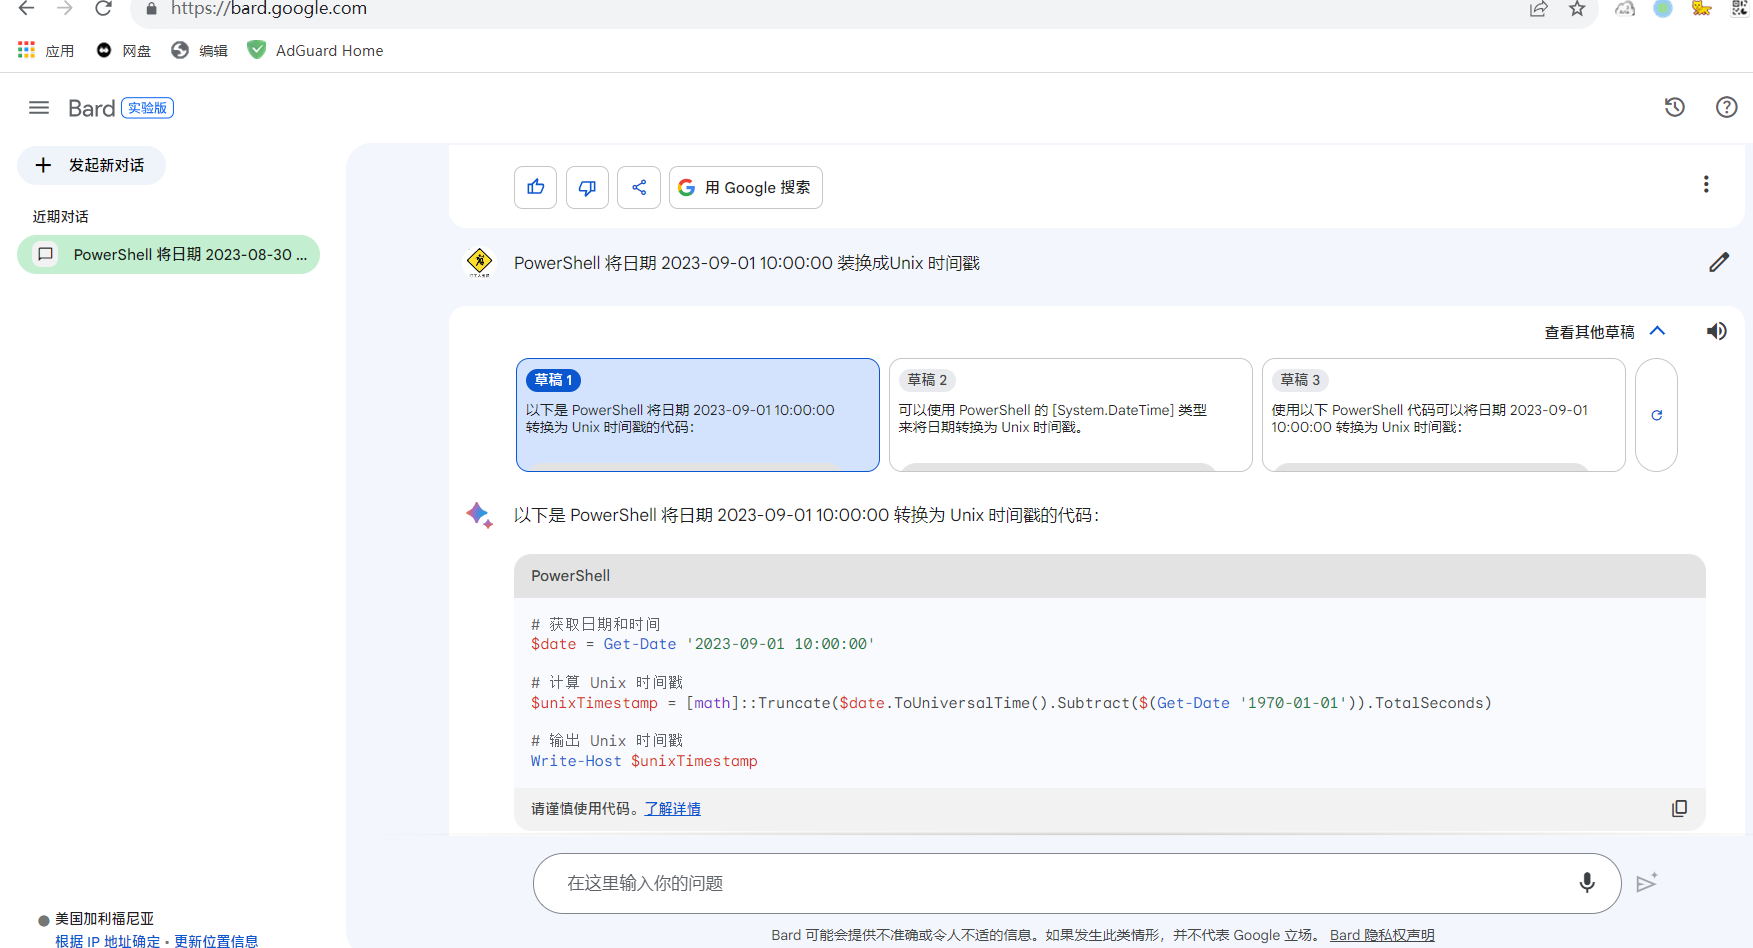 https://bard.google.com
应用
网盘
编辑
AdGuard Home
Bard 实验版
发起新对话
近期对话
PowerShell 将日期 2023-08-30 ...
用 Google 搜索
PowerShell 将日期 2023-09-01 10:00:00 装换成Unix 时间戳
查看其他草稿
草稿 1
以下是 PowerShell 将日期 2023-09-01 10:00:00
转换为 Unix 时间戳的代码：
草稿 2
可以使用 PowerShell 的 [System.DateTime] 类型
来将日期转换为 Unix 时间戳。
草稿 3
使用以下 PowerShell 代码可以将日期 2023-09-01
10:00:00 转换为 Unix 时间戳：
以下是 PowerShell 将日期 2023-09-01 10:00:00 转换为 Unix 时间戳的代码：
PowerShell
# 获取日期和时间
$date = Get-Date '2023-09-01 10:00:00'
# 计算 Unix 时间戳
$unixTimestamp = [math]::Truncate($date.ToUniversalTime().Subtract($(Get-Date '1970-01-01')).TotalSeconds)
# 输出 Unix 时间戳
Write-Host $unixTimestamp
请谨慎使用代码。了解详情
在这里输入你的问题
美国加利福尼亚
根据 IP 地址确定 • 更新位置信息
Bard 可能会提供不准确或令人不适的信息。如果发生此类情形，并不代表 Google 立场。 Bard 隐私权声明